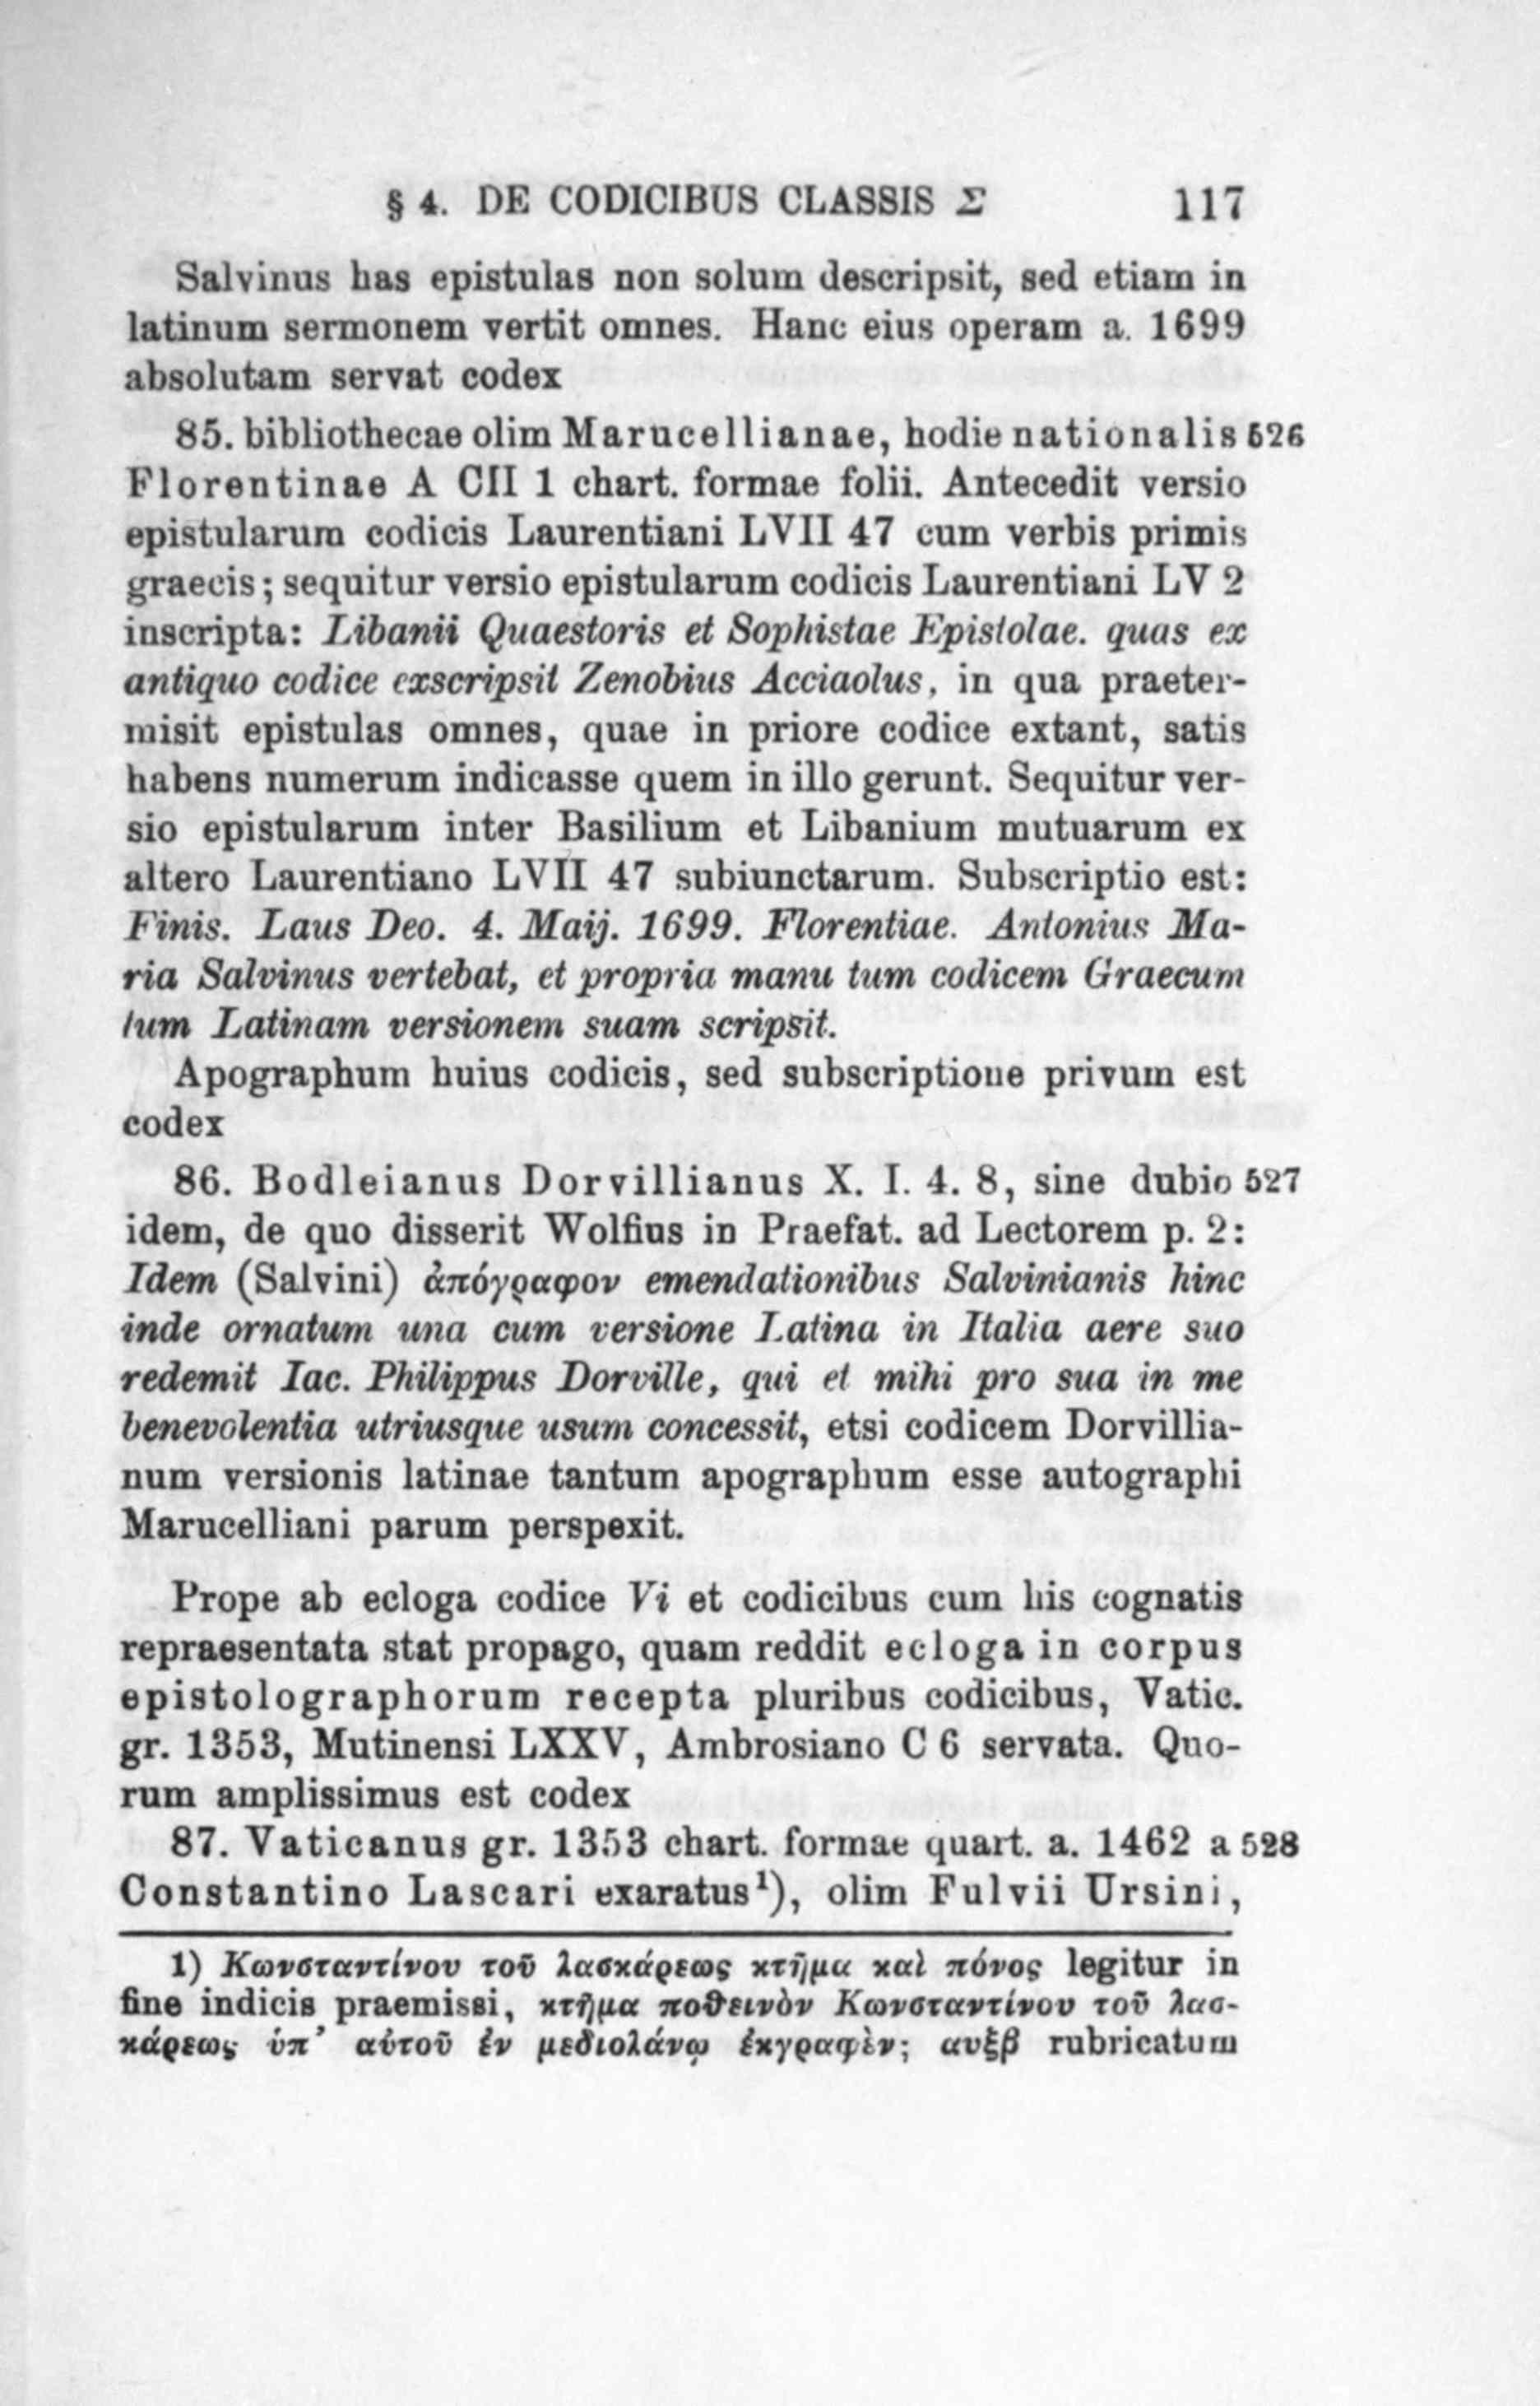 § 4. DE CODICIBUS CLASSIS Σ 117
Salvinus has epistulas non solum descripsit, sed etiam in
latinum sermonem vertit omnes. Hanc eius operam a. 1699
absolutam servat codex
85. bibliothecae olim Marucellianae, hodie nationalis 526
Florentinae A CII 1 chart. formae folii. Antecedit versio
epistularum codicis Laurentiani LVII 47 cum verbis primis
graecis; sequitur versio epistularum codicis Laurentiani LV 2
inscripta: Libanii Quaestoris et Sophistae Epistolae. quas ex
antiquo codice exscripsit Zenobius Acciaolus, in qua praeter-
misit epistulas omnes, quae in priore codice extant, satis
habens numerum indicasse quem in illo gerunt. Sequitur ver-
sio epistularum inter Basilium et Libanium mutuarum ex
altero Laurentiano LVII 47 subiunctarum. Subscriptio est:
Finis. Laus Deo. 4. Maij. 1699. Florentiae. Antonius Ma-
ria Salvinus vertebat, et propria manu tum codicem Graecum
tum Latinam versionem suam scripsit.
Apographum huius codicis, sed subscriptione privum est
codex
86. Bodleianus Dorvillianus X. I. 4. 8, sine dubio 527
idem, de quo disserit Wolfius in Praefat. ad Lectorem p. 2:
Idem (Salvini) ἀπόγραφον emendationibus Salvinianis hinc
inde ornatum una cum versione Latina in Italia aere suo
redemit Iac. Philippus Dorville, qui et mihi pro sua in me
benevolentia utriusque usum concessit, etsi codicem Dorvillia-
num versionis latinae tantum apographum esse autographi
Marucelliani parum perspexit.
Prope ab ecloga codice Vi et codicibus cum his cognatis
repraesentata stat propago, quam reddit ecloga in corpus
epistolographorum recepta pluribus codicibus, Vatic.
gr. 1353, Mutinensi LXXV, Ambrosiano C 6 servata. Quo-
rum amplissimus est codex
87. Vaticanus gr. 1353 chart. formae quart. a. 1462 a 528
Constantino Lascari exaratus¹), olim Fulvii Ursini,
1) Κωνσταντίνου τοῦ λασκάρεως κτῆμα καὶ πόνος legitur in
fine indicis praemissi, κτῆμα ποθεινὸν Κωνσταντίνου τοῦ λασ-
κάρεως ὑπ' αὐτοῦ ἐν μεδιολάνῳ ἐκγραφὲν; αυξβ rubricatum